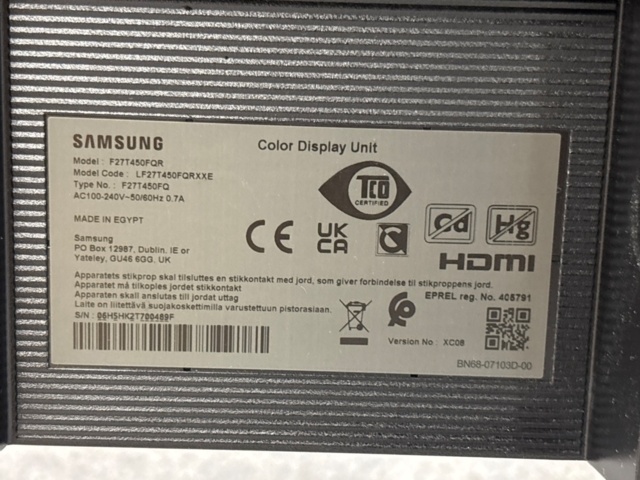 SAMSUNG
Color Display Unit
Model : F27T450FQR
Model Code : LF27T450FQRXXE
Type No. : F27T450FQ
AC100-240V~50/60Hz 0.7A
TCO
CERTIFIED
MADE IN EGYPT
CE
UK
CA
Cd
Hg
HDMI
Samsung
PO Box 12987, Dublin. IE or
Yateley, GU46 6GG. UK
Apparatets stikprop skal tilsluttes en stikkontakt med jord, som giver forbindelse til stikproppens jord.
Apparatet må tilkoples jordet stikkontakt
Apparaten skall anslutas till jordat uttag
Laite on liitettävä suojakoskettimilla varustettuun pistorasiaan.
EPREL reg. No. 405791
S/N : 06H5HK2T700489F
Version No : XC08
BN68-07103D-00